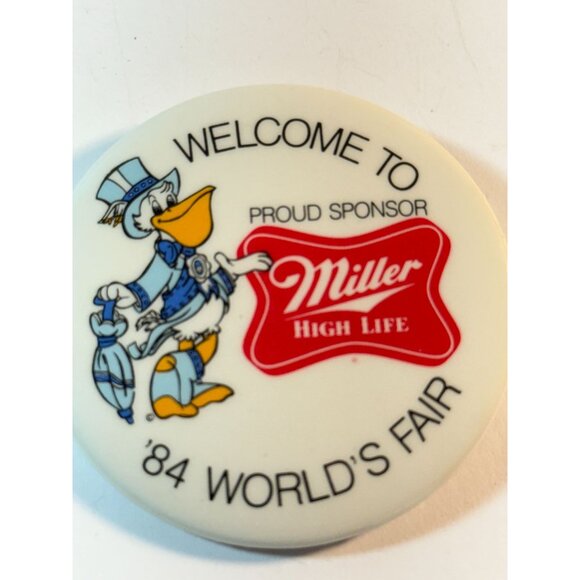 WELCOME TO
PROUD SPONSOR
Miller
HIGH LIFE
'84 WORLD'S FAIR
©